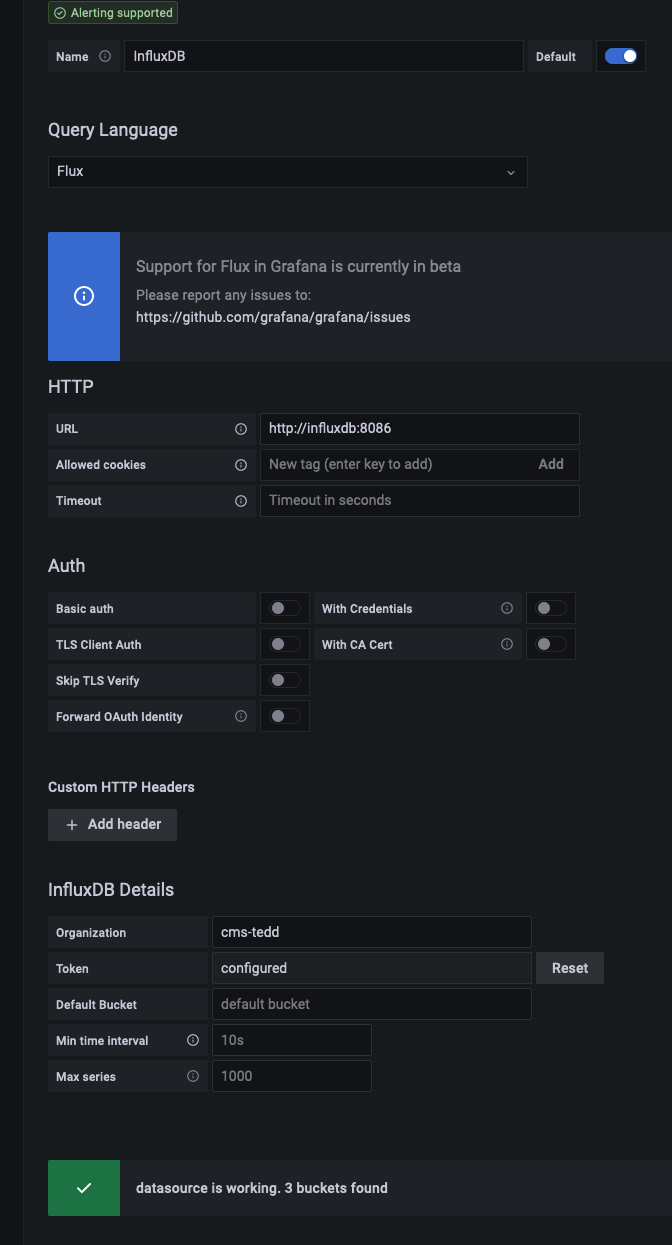 Alerting supported
Name InfluxDB Default
Query Language
Flux
Support for Flux in Grafana is currently in beta
Please report any issues to:
https://github.com/grafana/grafana/issues
HTTP
URL http://influxdb:8086
Allowed cookies New tag (enter key to add) Add
Timeout Timeout in seconds
Auth
Basic auth With Credentials
TLS Client Auth With CA Cert
Skip TLS Verify
Forward OAuth Identity
Custom HTTP Headers
+ Add header
InfluxDB Details
Organization cms-tedd
Token configured Reset
Default Bucket default bucket
Min time interval 10s
Max series 1000
datasource is working. 3 buckets found